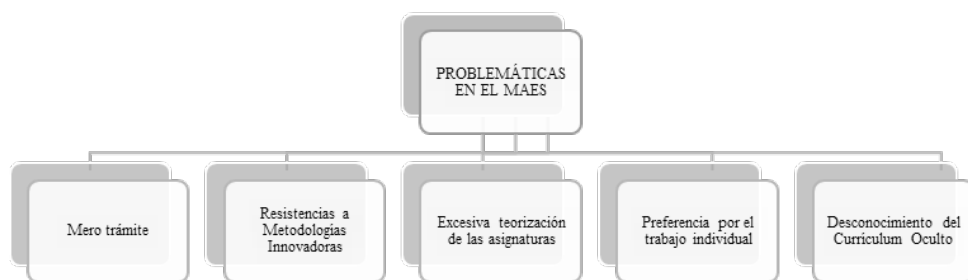 PROBLEMÁTICAS
EN EL MAES
Mero trámite
Resistencias a
Metodologías
Innovadoras
Excesiva teorización
de las asignaturas
Preferencia por el
trabajo individual
Desconocimiento del
Curriculum Oculto